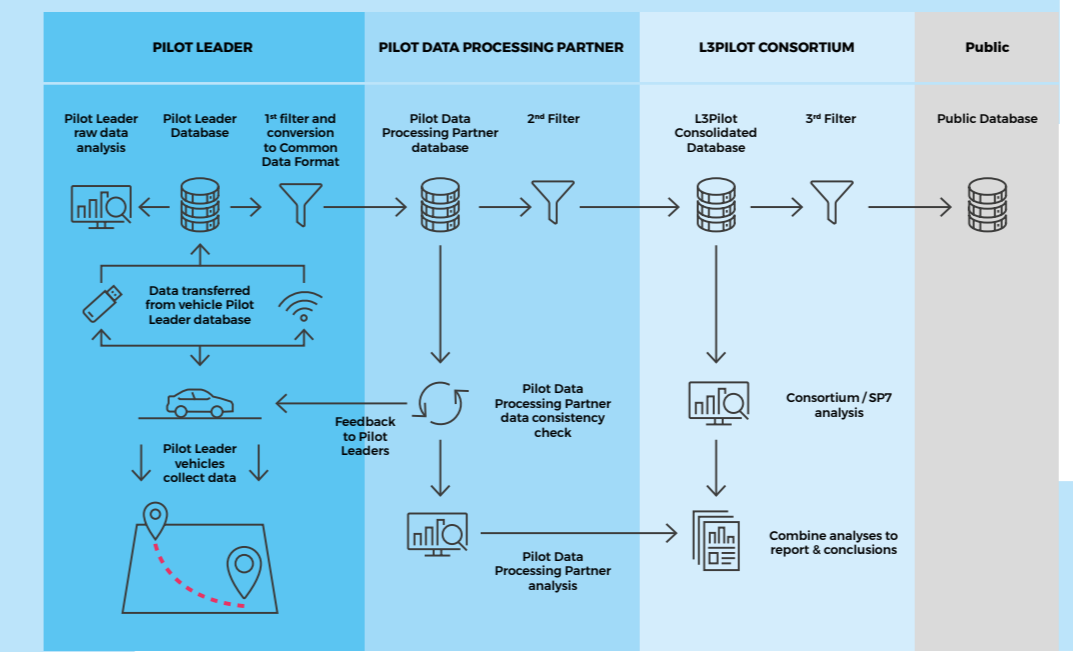 PILOT LEADER
PILOT DATA PROCESSING PARTNER
L3PILOT CONSORTIUM
Public
Pilot Leader
raw data
analysis
Pilot Leader
Database
1st filter and
conversion
to Common
Data Format
Pilot Data
Processing Partner
database
2nd Filter
L3Pilot
Consolidated
Database
3rd Filter
Public Database
Data transferred
from vehicle Pilot
Leader database
Feedback
to Pilot
Leaders
Pilot Data
Processing Partner
data consistency
check
Consortium / SP7
analysis
Pilot Leader
vehicles
collect data
Pilot Data
Processing Partner
analysis
Combine analyses to
report & conclusions